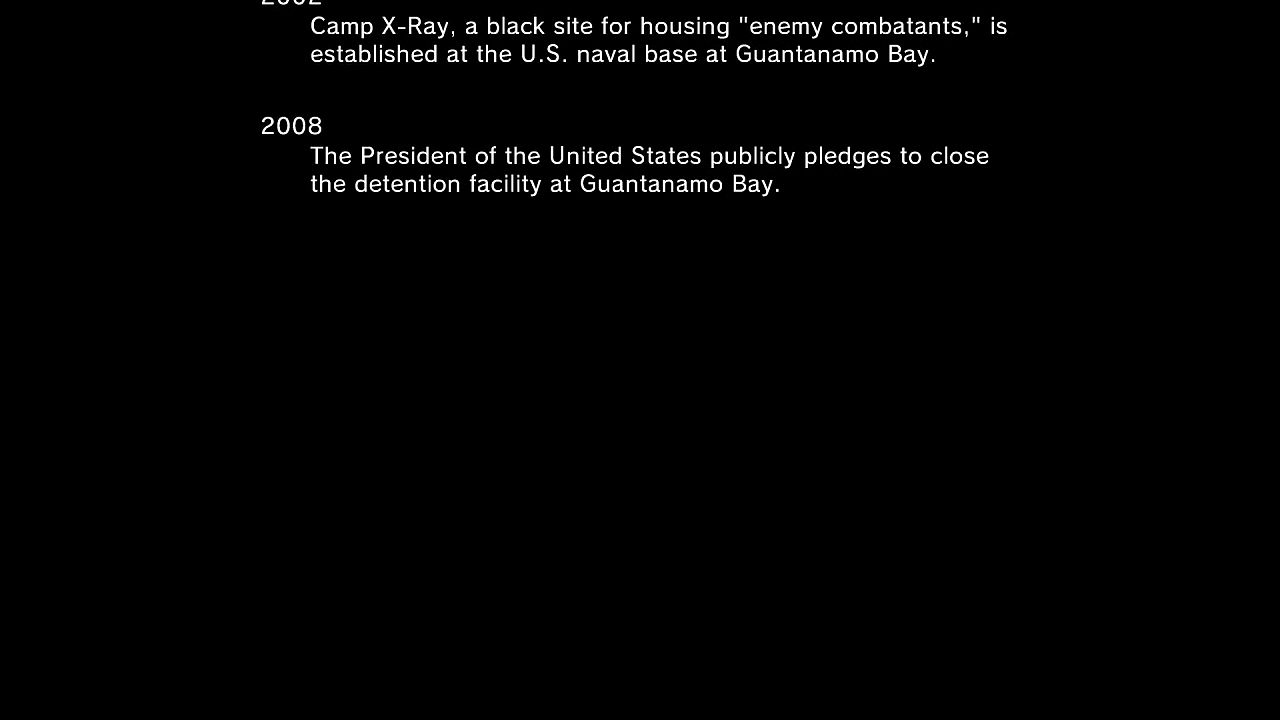 2002
Camp X-Ray, a black site for housing "enemy combatants," is
established at the U.S. naval base at Guantanamo Bay.
2008
The President of the United States publicly pledges to close
the detention facility at Guantanamo Bay.